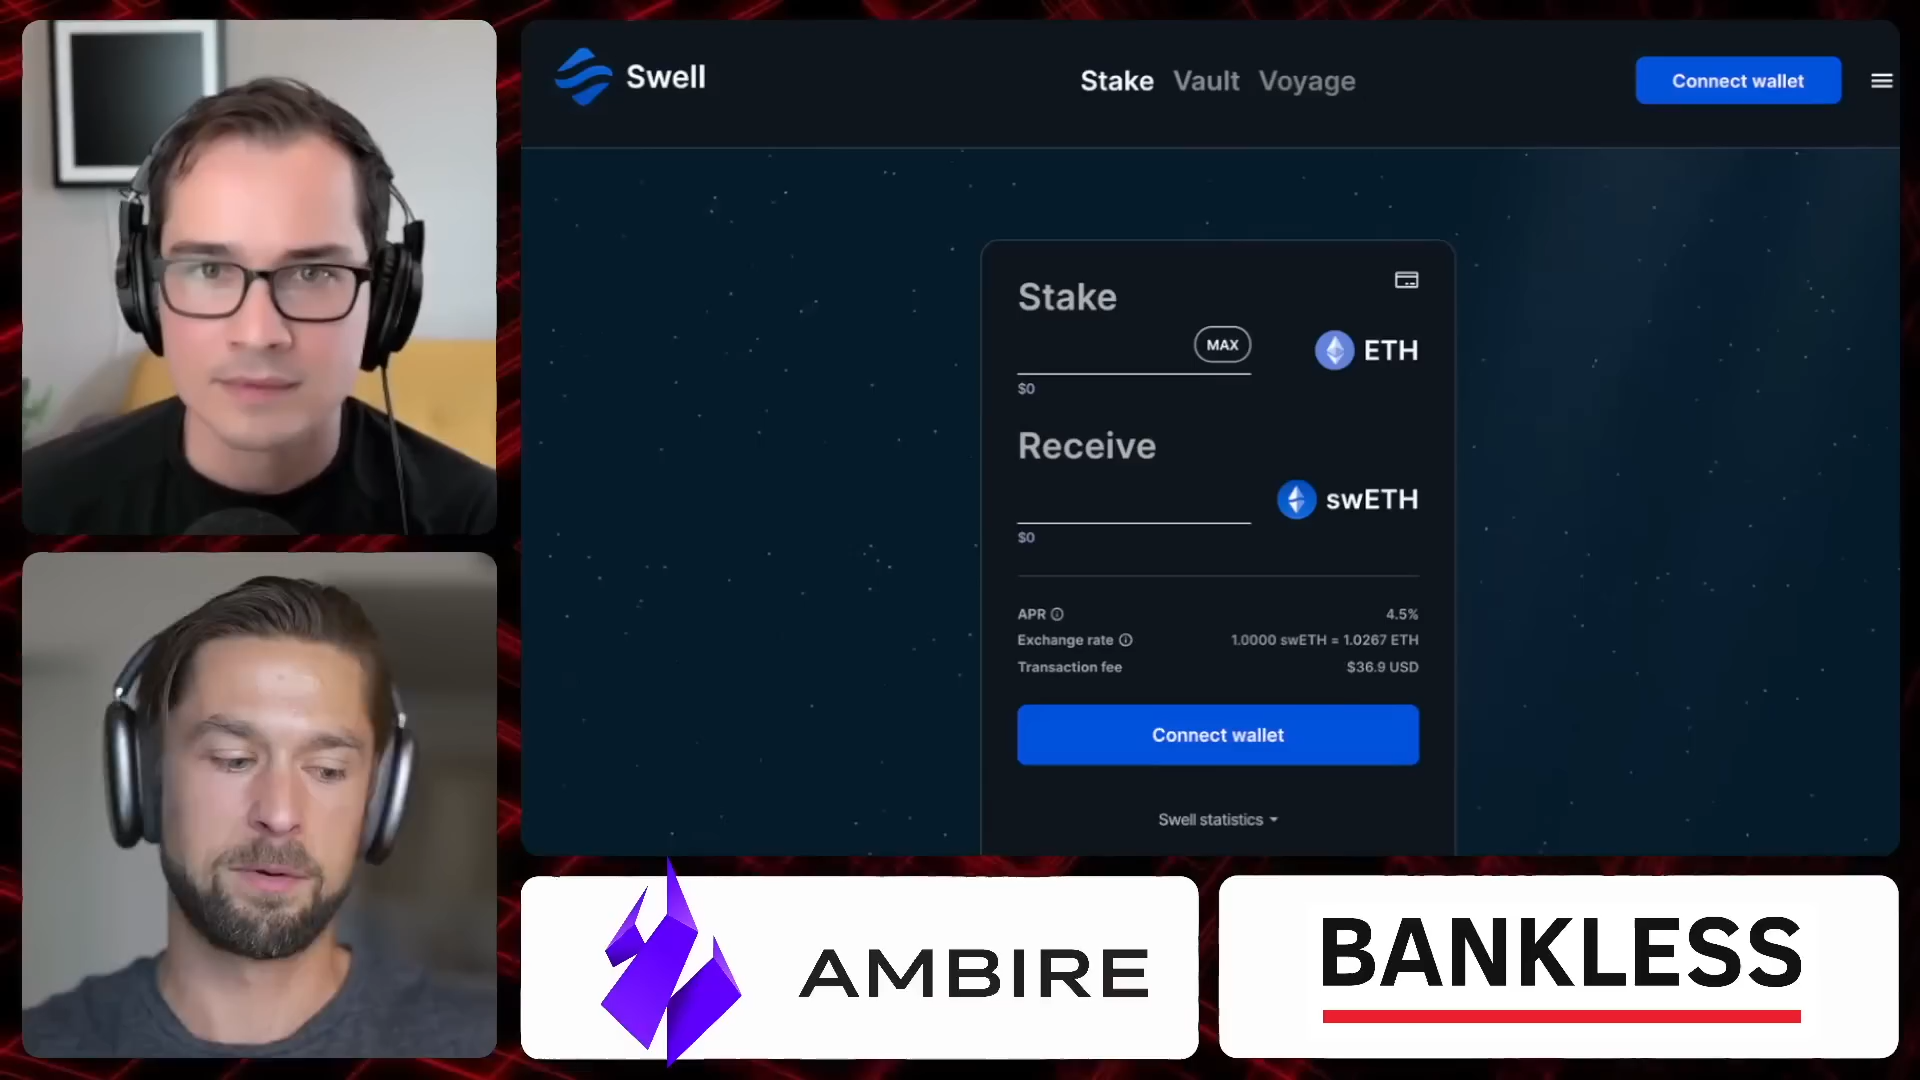 Swell
Stake Vault Voyage
Connect wallet
Stake
MAX
ETH
$0
Receive
swETH
$0
APR 4.5%
Exchange rate 1.0000 swETH = 1.0267 ETH
Transaction fee $36.9 USD
Connect wallet
Swell statistics
AMBIRE
BANKLESS